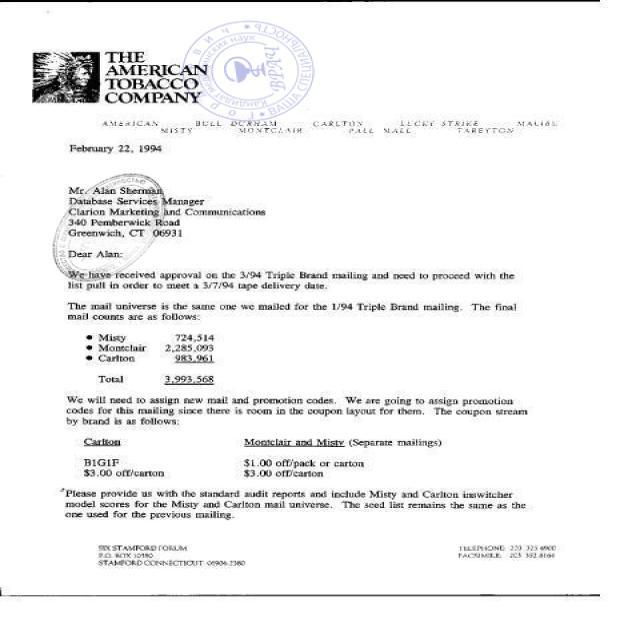 THE
AMERICAN
TOBACCO
COMPANY
ВРАЧ
AMERICAN BULL DURHAM CARLTON LUCKY STRIKE MALIBU
MISTY MONTCLAIR PALL MALL TAREYTON
February 22, 1994
Mr. Alan Sherman
Database Services Manager
Clarion Marketing and Communications
340 Pemberwick Road
Greenwich, CT 06931
Dear Alan:
We have received approval on the 3/94 Triple Brand mailing and need to proceed with the
list pull in order to meet a 3/7/94 tape delivery date.
The mail universe is the same one we mailed for the 1/94 Triple Brand mailing. The final
mail counts are as follows:
• Misty 724,514
• Montclair 2,285,093
• Carlton 983,961
Total 3,993,568
We will need to assign new mail and promotion codes. We are going to assign promotion
codes for this mailing since there is room in the coupon layout for them. The coupon stream
by brand is as follows:
Carlton Montclair and Misty (Separate mailings)
B1G1F $1.00 off/pack or carton
$3.00 off/carton $3.00 off/carton
Please provide us with the standard audit reports and include Misty and Carlton inswitcher
model scores for the Misty and Carlton mail universe. The seed list remains the same as the
one used for the previous mailing.
SIX STAMFORD FORUM TELEPHONE: 203 325-4900
P.O. BOX 10380 FACSIMILE: 203 352-8164
STAMFORD CONNECTICUT 06904-2380